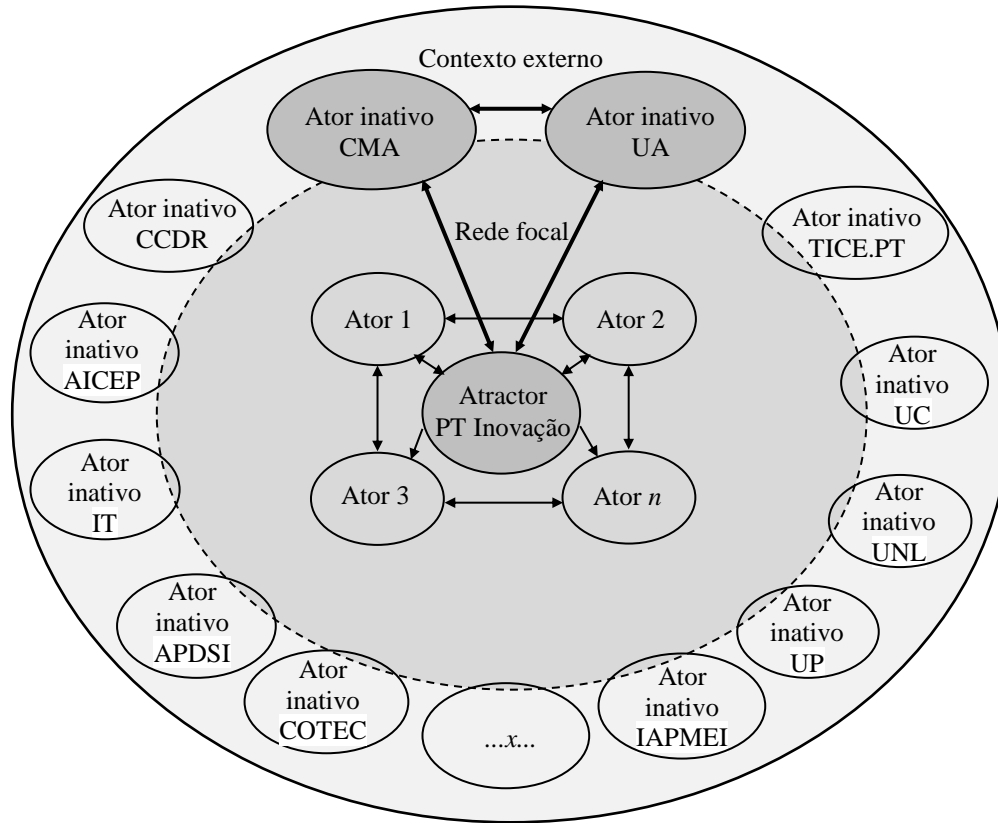 Contexto externo
Ator inativo
CMA
Ator inativo
UA
Ator inativo
CCDR
Rede focal
Ator inativo
TICE.PT
Ator
inativo
AICEP
Ator 1
Ator 2
Atractor
PT Inovação
Ator
inativo
UC
Ator
inativo
IT
Ator 3
Ator n
Ator
inativo
UNL
Ator
inativo
APDSI
Ator
inativo
UP
Ator
inativo
COTEC
...x...
Ator
inativo
IAPMEI